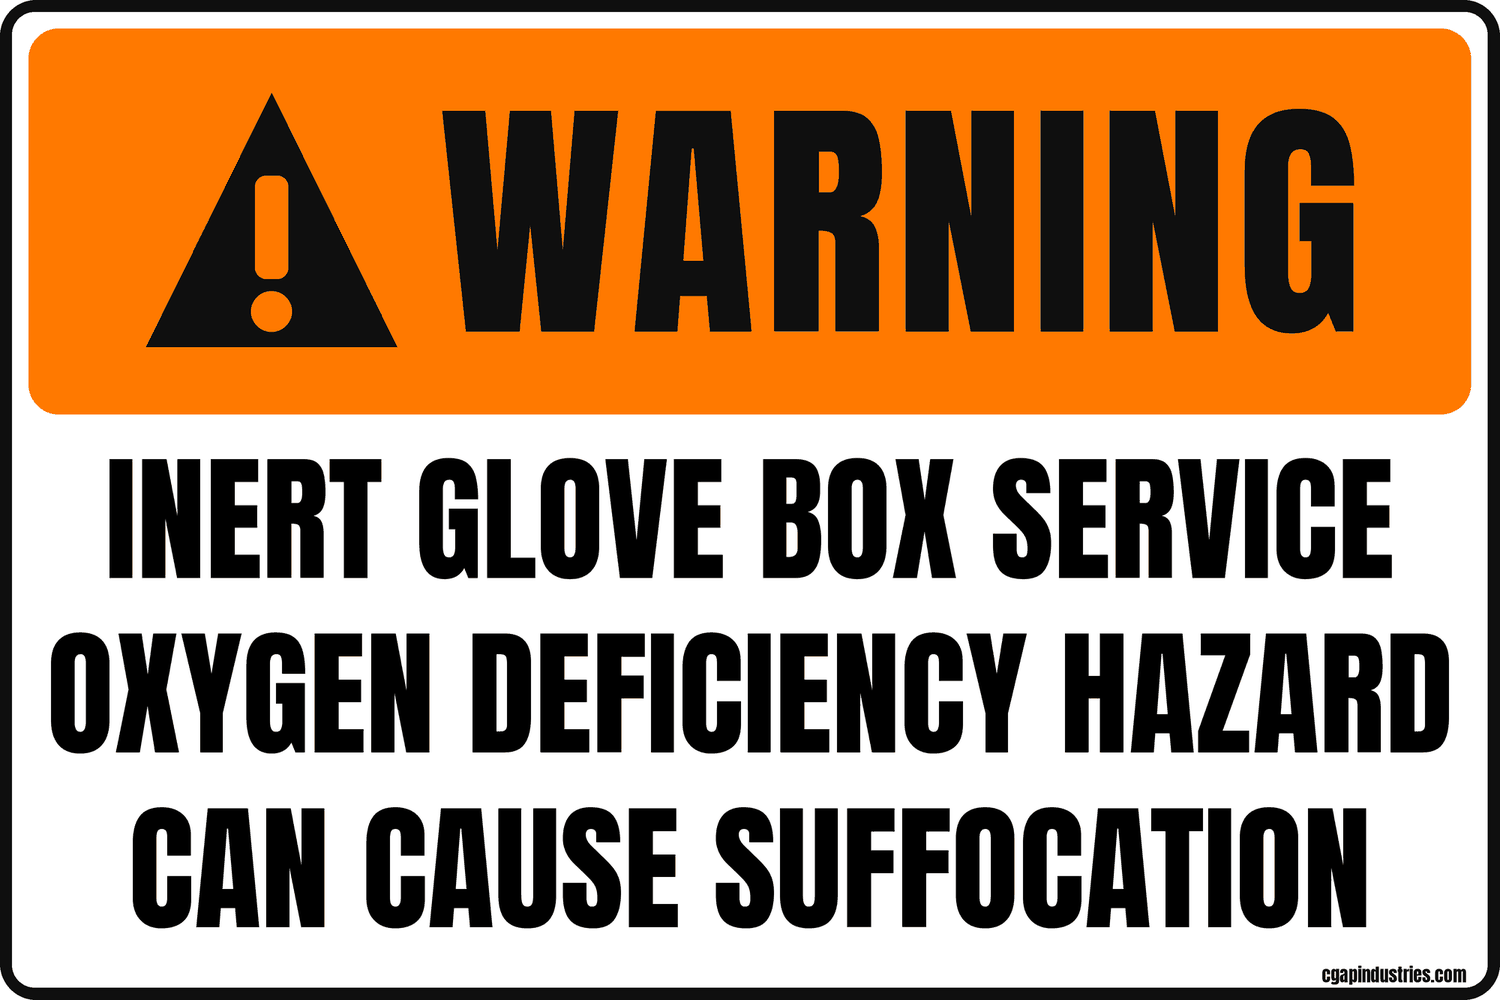 WARNING
INERT GLOVE BOX SERVICE
OXYGEN DEFICIENCY HAZARD
CAN CAUSE SUFFOCATION
cgapindustries.com